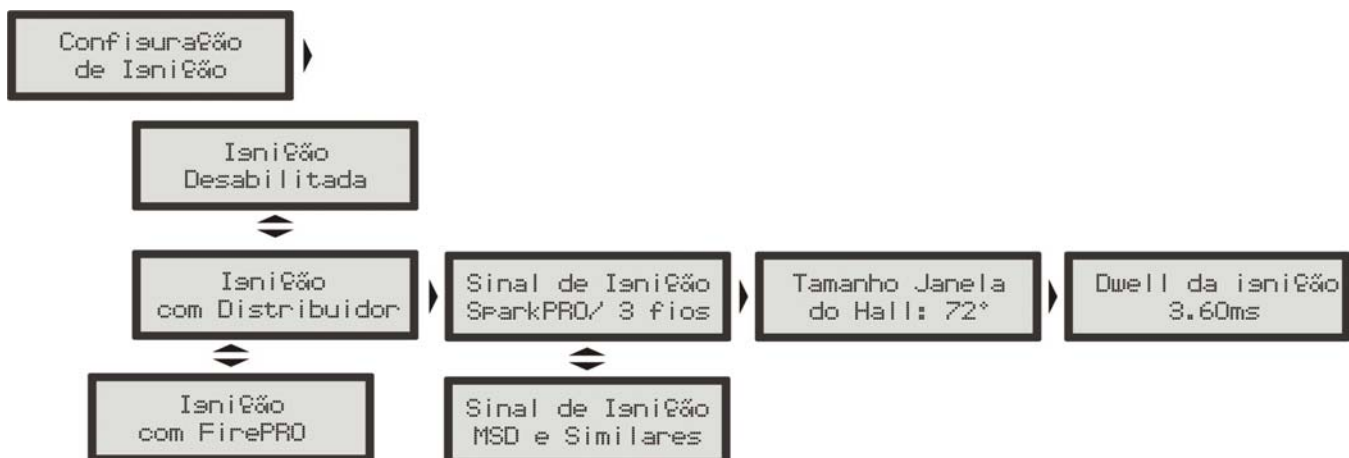 Configuração
de Ignição
Ignição
Desabilitada
Ignição
com Distribuidor
Sinal de Ignição
SparkPRO/ 3 fios
Tamanho Janela
do Hall: 72°
Dwell da ignição
3.60ms
Ignição
com FirePRO
Sinal de Ignição
MSD e Similares